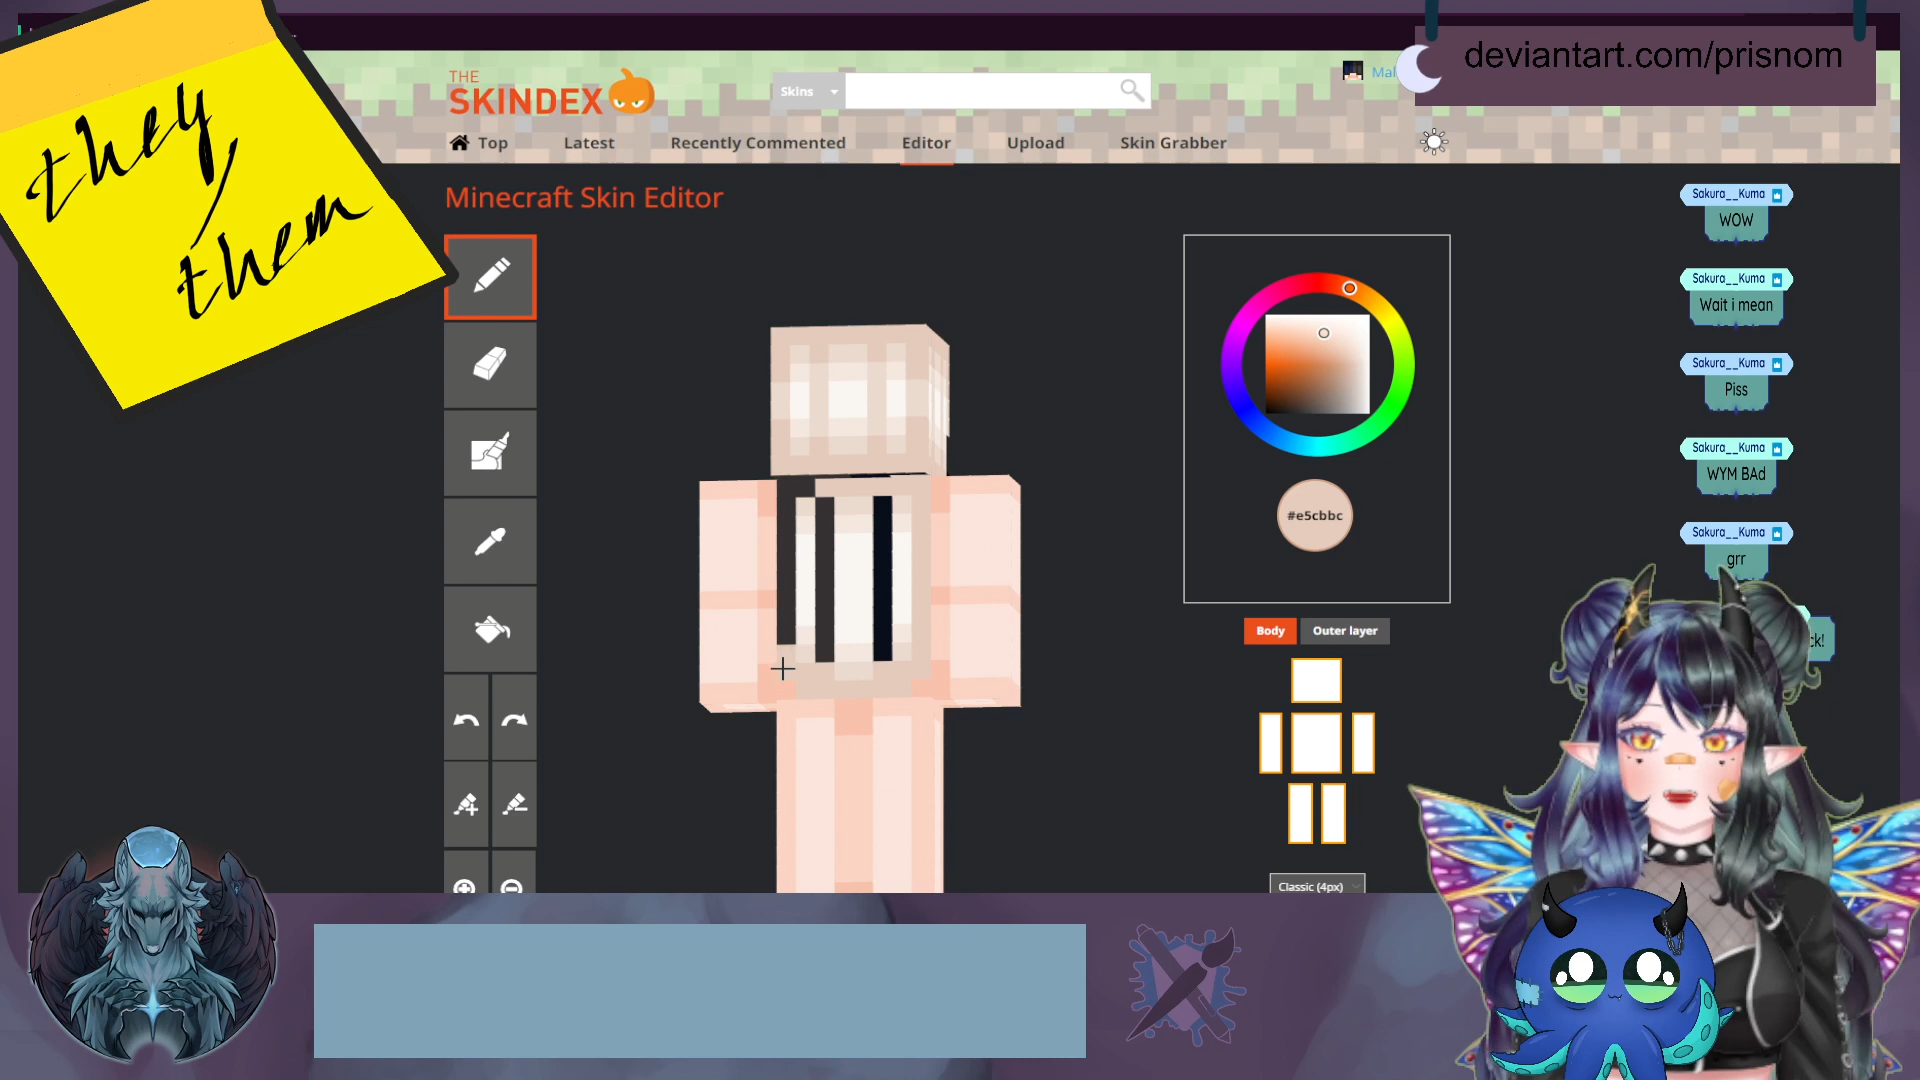 they
/
them
THE
SKINDEX
Skins
deviantart.com/prisnom
Top
Latest
Recently Commented
Editor
Upload
Skin Grabber
Minecraft Skin Editor
#e5cbbc
Body
Outer layer
Classic (4px)
Sakura__Kuma
WOW
Sakura__Kuma
Wait i mean
Sakura__Kuma
Piss
Sakura__Kuma
WYM BAd
Sakura__Kuma
grr